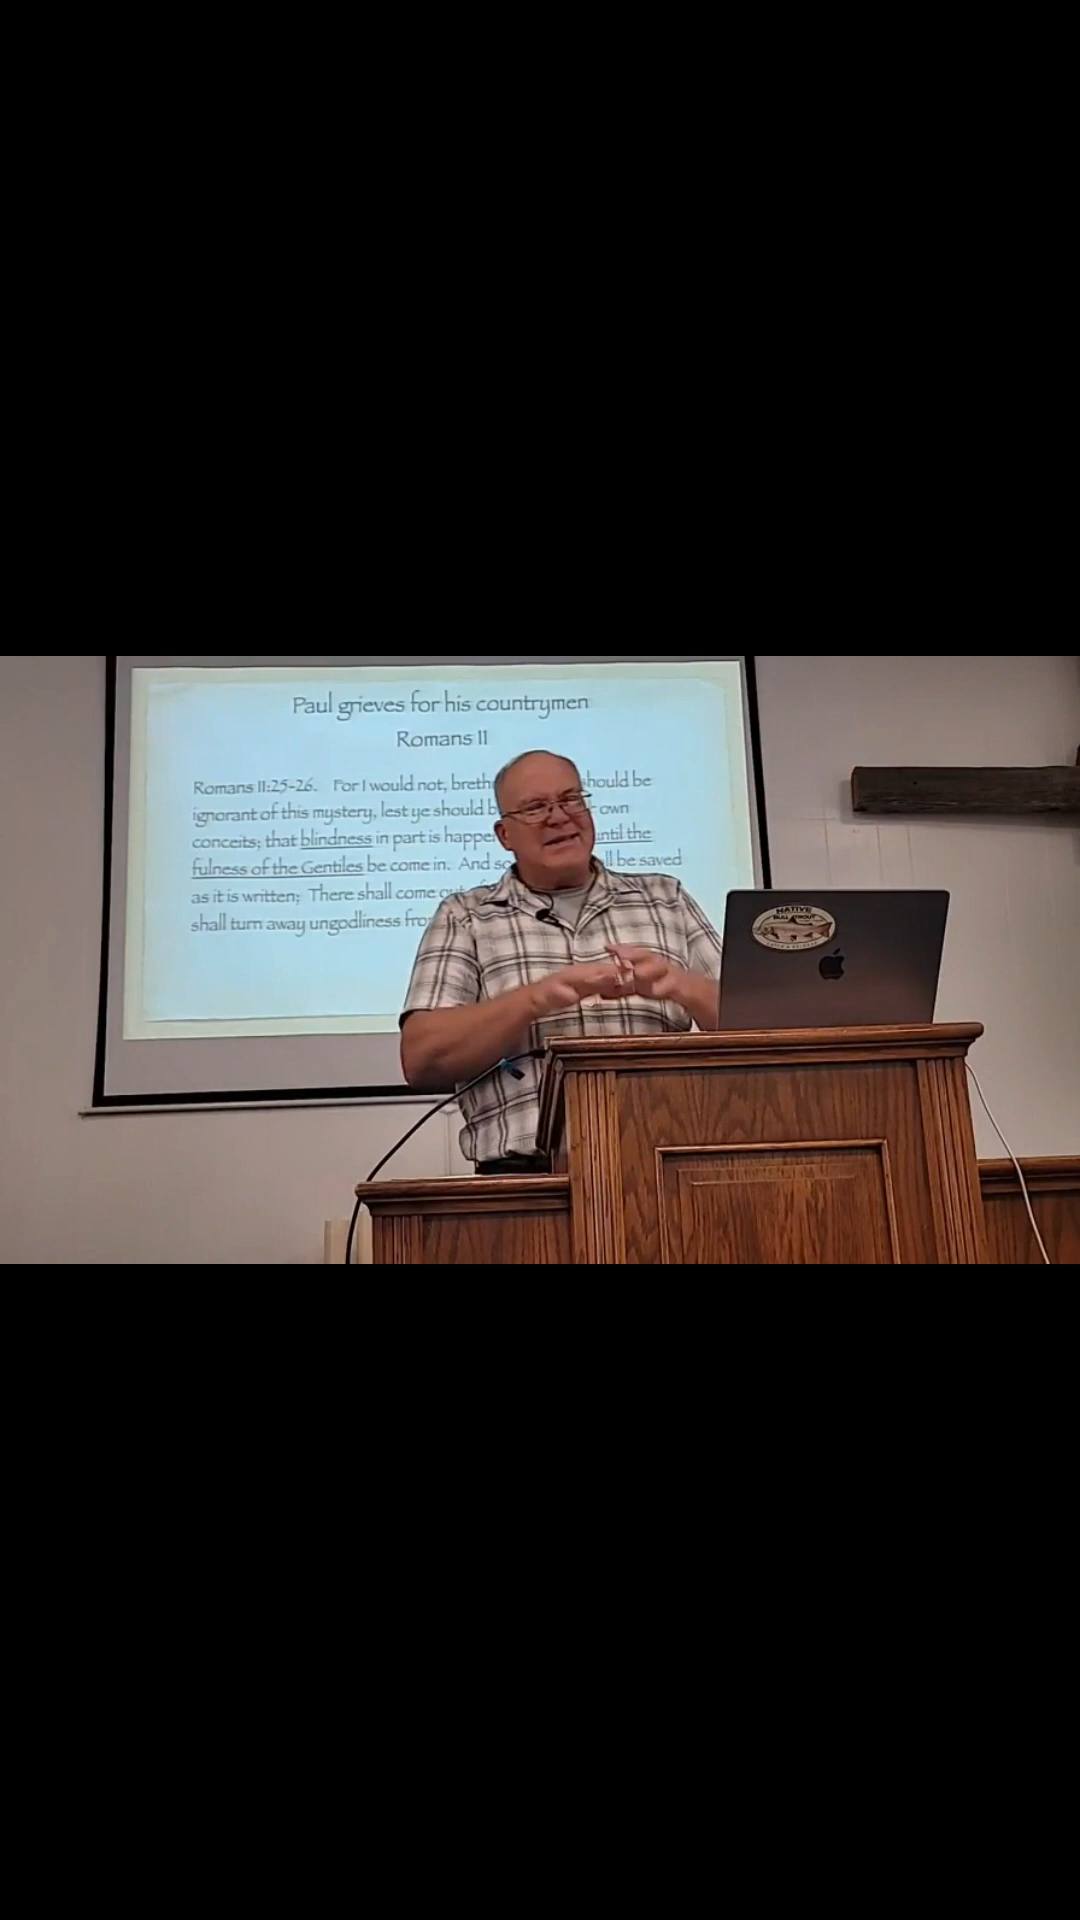 Paul grieves for his countrymen
Romans 11
Romans 11:25-26. For I would not, breth should be
ignorant of this mystery, lest ye should b own
conceits; that blindness in part is happe until the
fulness of the Gentiles be come in. And so ll be saved
as it is written; There shall come out
shall turn away ungodliness fro
NATIVE
BULL TROUT